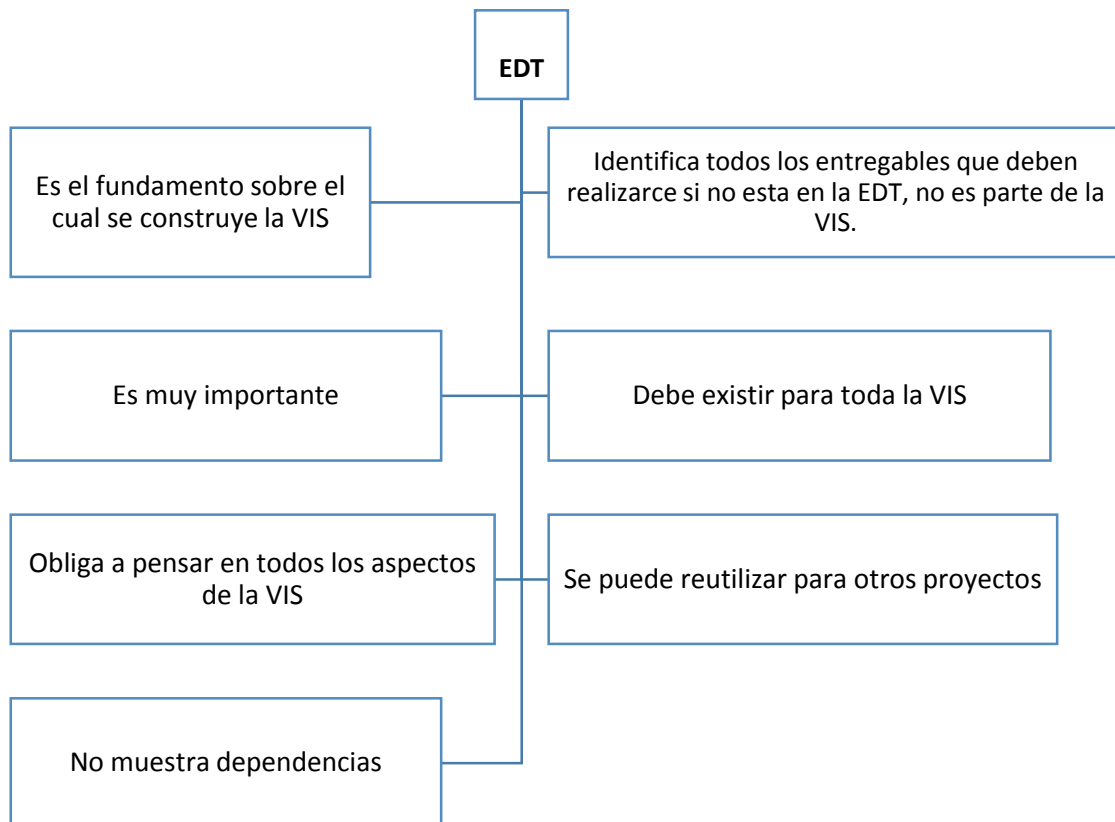 EDT
Es el fundamento sobre el
cual se construye la VIS
Identifica todos los entregables que deben
realizarce si no esta en la EDT, no es parte de la
VIS.
Es muy importante
Debe existir para toda la VIS
Obliga a pensar en todos los aspectos
de la VIS
Se puede reutilizar para otros proyectos
No muestra dependencias